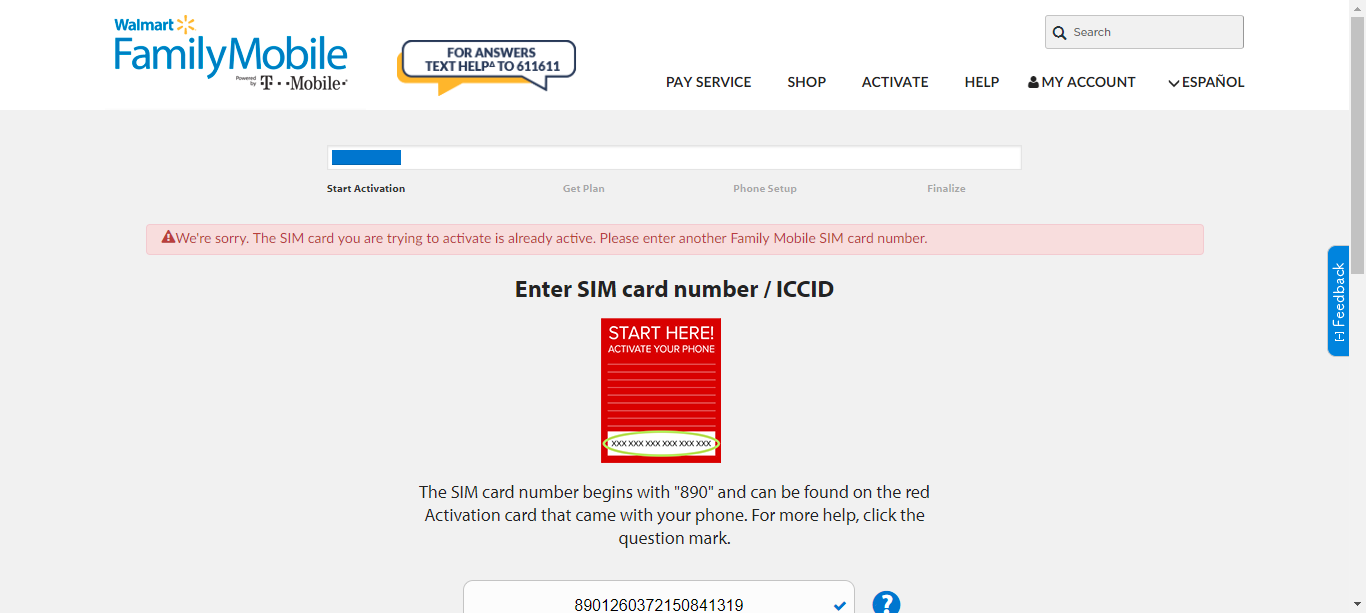 Walmart
FamilyMobile
Powered by T··Mobile·
FOR ANSWERS
TEXT HELP∆ TO 611611
Search
PAY SERVICE
SHOP
ACTIVATE
HELP
MY ACCOUNT
ESPAÑOL
Start Activation
Get Plan
Phone Setup
Finalize
We're sorry. The SIM card you are trying to activate is already active. Please enter another Family Mobile SIM card number.
Feedback
Enter SIM card number / ICCID
START HERE!
ACTIVATE YOUR PHONE
XXX XXX XXX XXX XXX XXX XXX
The SIM card number begins with "890" and can be found on the red
Activation card that came with your phone. For more help, click the
question mark.
8901260372150841319
?